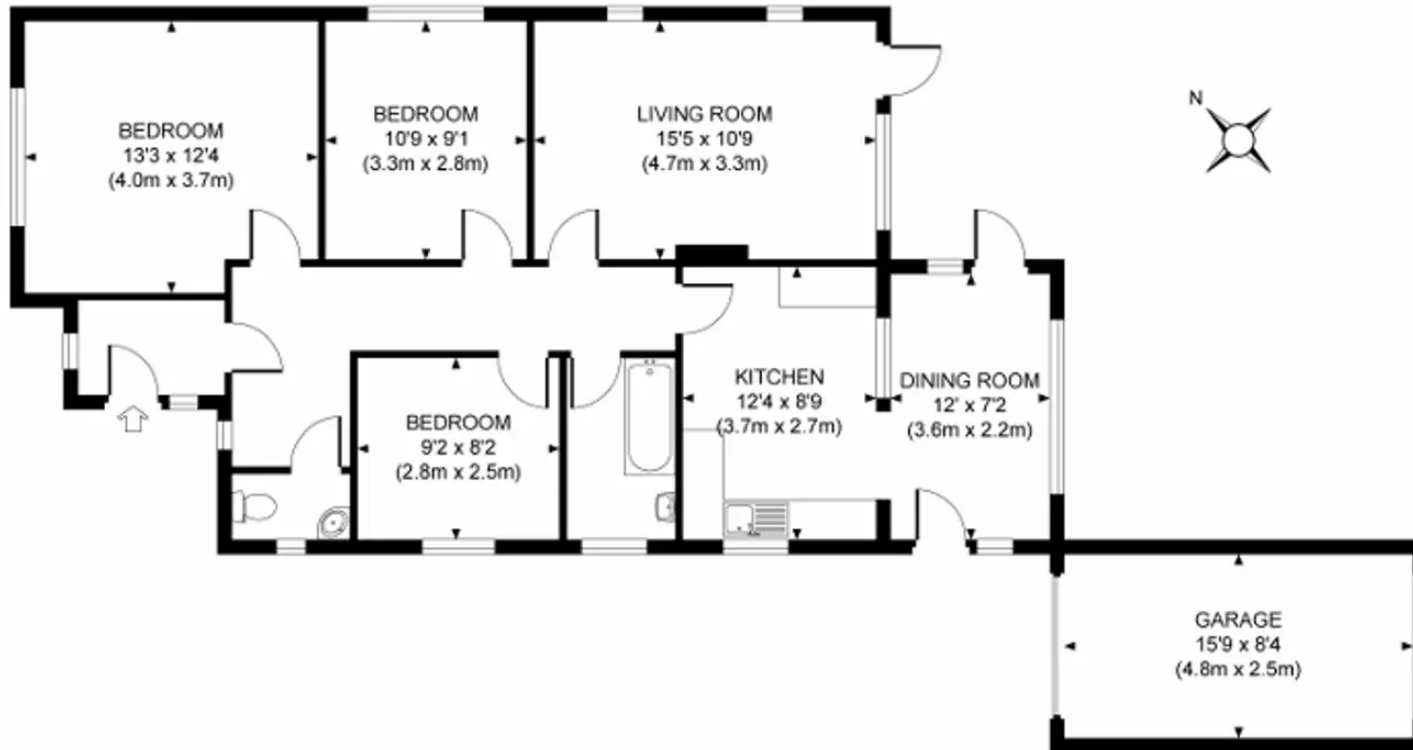 BEDROOM
13'3 x 12'4
(4.0m x 3.7m)
BEDROOM
10'9 x 9'1
(3.3m x 2.8m)
LIVING ROOM
15'5 x 10'9
(4.7m x 3.3m)
N
BEDROOM
9'2 x 8'2
(2.8m x 2.5m)
KITCHEN
12'4 x 8'9
(3.7m x 2.7m)
DINING ROOM
12' x 7'2
(3.6m x 2.2m)
GARAGE
15'9 x 8'4
(4.8m x 2.5m)